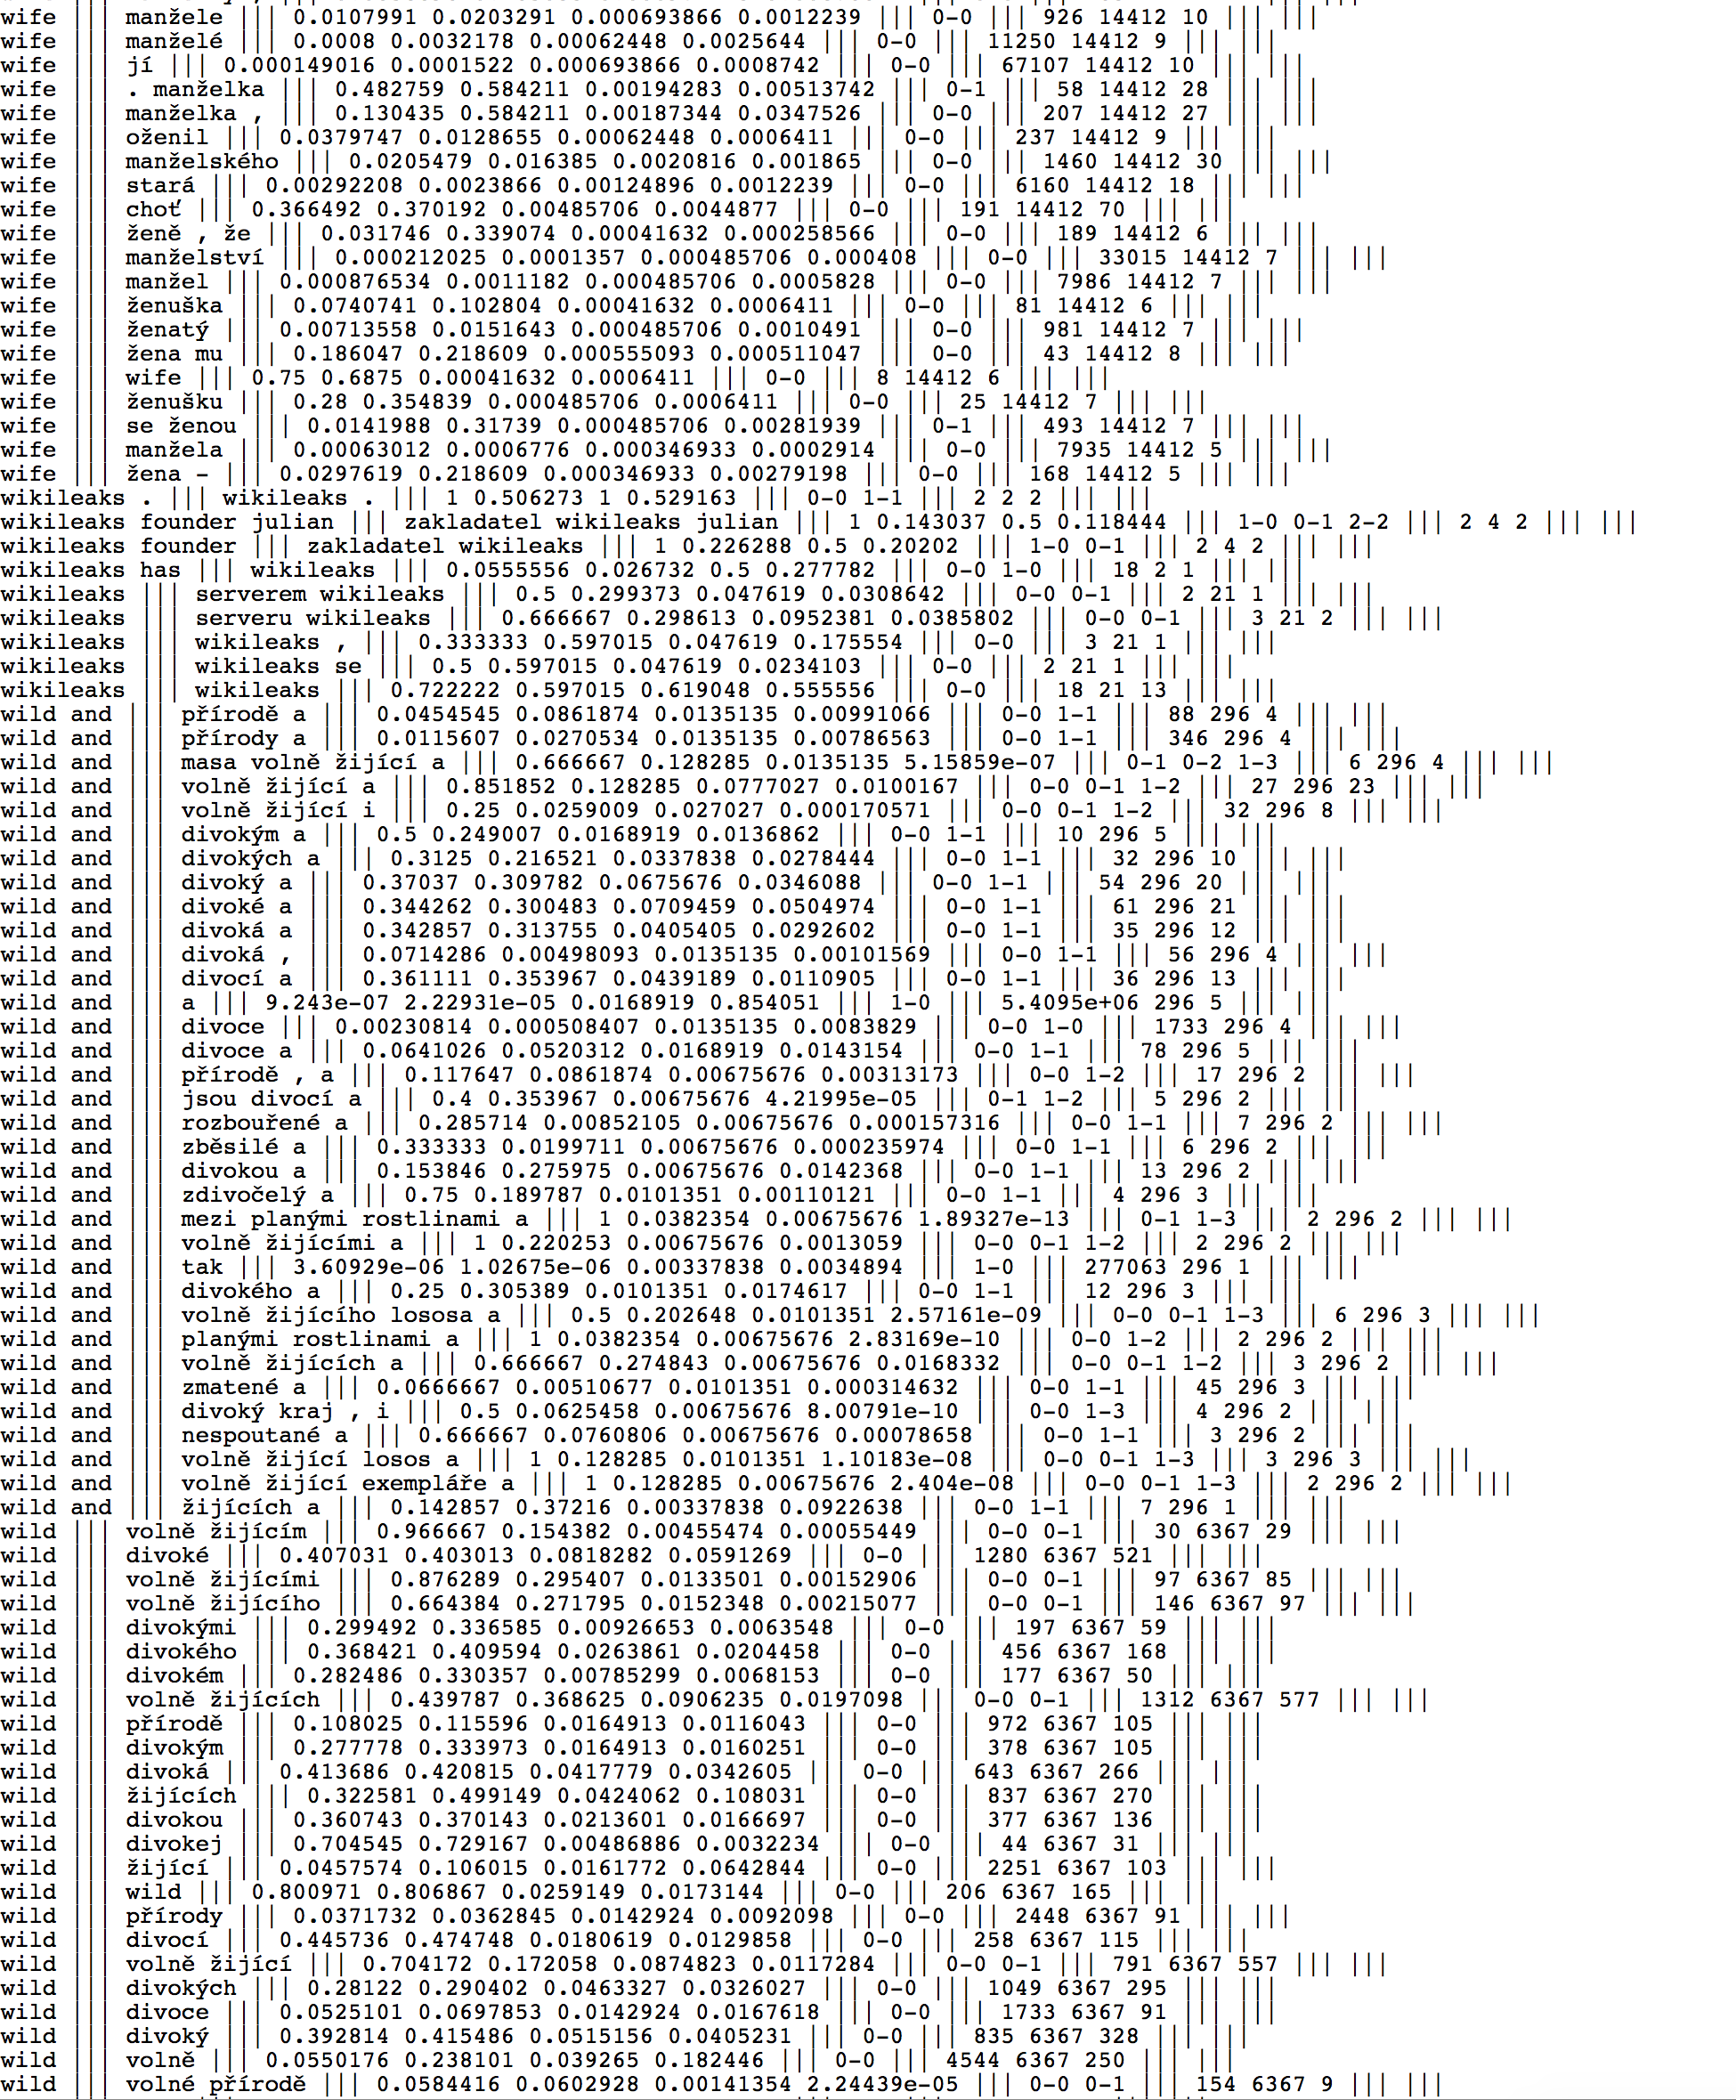 wife ||| manžele ||| 0.0107991 0.0203291 0.000693866 0.0012239 ||| 0-0 ||| 926 14412 10 ||| |||
wife ||| manželé ||| 0.0008 0.0032178 0.00062448 0.0025644 ||| 0-0 ||| 11250 14412 9 ||| |||
wife ||| jí ||| 0.000149016 0.0001522 0.000693866 0.0008742 ||| 0-0 ||| 67107 14412 10 ||| |||
wife ||| . manželka ||| 0.482759 0.584211 0.00194283 0.00513742 ||| 0-1 ||| 58 14412 28 ||| |||
wife ||| manželka , ||| 0.130435 0.584211 0.00187344 0.0347526 ||| 0-0 ||| 207 14412 27 ||| |||
wife ||| oženil ||| 0.0379747 0.0128655 0.00062448 0.0006411 ||| 0-0 ||| 237 14412 9 ||| |||
wife ||| manželského ||| 0.0205479 0.016385 0.0020816 0.001865 ||| 0-0 ||| 1460 14412 30 ||| |||
wife ||| stará ||| 0.00292208 0.0023866 0.00124896 0.0012239 ||| 0-0 ||| 6160 14412 18 ||| |||
wife ||| choť ||| 0.366492 0.370192 0.00485706 0.0044877 ||| 0-0 ||| 191 14412 70 ||| |||
wife ||| ženě , že ||| 0.031746 0.339074 0.00041632 0.000258566 ||| 0-0 ||| 189 14412 6 ||| |||
wife ||| manželství ||| 0.000212025 0.0001357 0.000485706 0.000408 ||| 0-0 ||| 33015 14412 7 ||| |||
wife ||| manžel ||| 0.000876534 0.0011182 0.000485706 0.0005828 ||| 0-0 ||| 7986 14412 7 ||| |||
wife ||| ženuška ||| 0.0740741 0.102804 0.00041632 0.0006411 ||| 0-0 ||| 81 14412 6 ||| |||
wife ||| ženatý ||| 0.00713558 0.0151643 0.000485706 0.0010491 ||| 0-0 ||| 981 14412 7 ||| |||
wife ||| žena mu ||| 0.186047 0.218609 0.000555093 0.000511047 ||| 0-0 ||| 43 14412 8 ||| |||
wife ||| wife ||| 0.75 0.6875 0.00041632 0.0006411 ||| 0-0 ||| 8 14412 6 ||| |||
wife ||| ženušku ||| 0.28 0.354839 0.000485706 0.0006411 ||| 0-0 ||| 25 14412 7 ||| |||
wife ||| se ženou ||| 0.0141988 0.31739 0.000485706 0.00281939 ||| 0-1 ||| 493 14412 7 ||| |||
wife ||| manžela ||| 0.00063012 0.0006776 0.000346933 0.0002914 ||| 0-0 ||| 7935 14412 5 ||| |||
wife ||| žena - ||| 0.0297619 0.218609 0.000346933 0.00279198 ||| 0-0 ||| 168 14412 5 ||| |||
wikileaks . ||| wikileaks . ||| 1 0.506273 1 0.529163 ||| 0-0 1-1 ||| 2 2 2 ||| |||
wikileaks founder julian ||| zakladatel wikileaks julian ||| 1 0.143037 0.5 0.118444 ||| 1-0 0-1 2-2 ||| 2 4 2 ||| |||
wikileaks founder ||| zakladatel wikileaks ||| 1 0.226288 0.5 0.20202 ||| 1-0 0-1 ||| 2 4 2 ||| |||
wikileaks has ||| wikileaks ||| 0.0555556 0.026732 0.5 0.277782 ||| 0-0 1-0 ||| 18 2 1 ||| |||
wikileaks ||| serverem wikileaks ||| 0.5 0.299373 0.047619 0.0308642 ||| 0-0 0-1 ||| 2 21 1 ||| |||
wikileaks ||| serveru wikileaks ||| 0.666667 0.298613 0.0952381 0.0385802 ||| 0-0 0-1 ||| 3 21 2 ||| |||
wikileaks ||| wikileaks , ||| 0.333333 0.597015 0.047619 0.175554 ||| 0-0 ||| 3 21 1 ||| |||
wikileaks ||| wikileaks se ||| 0.5 0.597015 0.047619 0.0234103 ||| 0-0 ||| 2 21 1 ||| |||
wikileaks ||| wikileaks ||| 0.722222 0.597015 0.619048 0.555556 ||| 0-0 ||| 18 21 13 ||| |||
wild and ||| přírodě a ||| 0.0454545 0.0861874 0.0135135 0.00991066 ||| 0-0 1-1 ||| 88 296 4 ||| |||
wild and ||| přírody a ||| 0.0115607 0.0270534 0.0135135 0.00786563 ||| 0-0 1-1 ||| 346 296 4 ||| |||
wild and ||| masa volně žijící a ||| 0.666667 0.128285 0.0135135 5.15859e-07 ||| 0-1 0-2 1-3 ||| 6 296 4 ||| |||
wild and ||| volně žijící a ||| 0.851852 0.128285 0.0777027 0.0100167 ||| 0-0 0-1 1-2 ||| 27 296 23 ||| |||
wild and ||| volně žijící i ||| 0.25 0.0259009 0.027027 0.000170571 ||| 0-0 0-1 1-2 ||| 32 296 8 ||| |||
wild and ||| divokým a ||| 0.5 0.249007 0.0168919 0.0136862 ||| 0-0 1-1 ||| 10 296 5 ||| |||
wild and ||| divokých a ||| 0.3125 0.216521 0.0337838 0.0278444 ||| 0-0 1-1 ||| 32 296 10 ||| |||
wild and ||| divoký a ||| 0.37037 0.309782 0.0675676 0.0346088 ||| 0-0 1-1 ||| 54 296 20 ||| |||
wild and ||| divoké a ||| 0.344262 0.300483 0.0709459 0.0504974 ||| 0-0 1-1 ||| 61 296 21 ||| |||
wild and ||| divoká a ||| 0.342857 0.313755 0.0405405 0.0292602 ||| 0-0 1-1 ||| 35 296 12 ||| |||
wild and ||| divoká , ||| 0.0714286 0.00498093 0.0135135 0.00101569 ||| 0-0 1-1 ||| 56 296 4 ||| |||
wild and ||| divocí a ||| 0.361111 0.353967 0.0439189 0.0110905 ||| 0-0 1-1 ||| 36 296 13 ||| |||
wild and ||| a ||| 9.243e-07 2.22931e-05 0.0168919 0.854051 ||| 1-0 ||| 5.4095e+06 296 5 ||| |||
wild and ||| divoce ||| 0.00230814 0.000508407 0.0135135 0.0083829 ||| 0-0 1-0 ||| 1733 296 4 ||| |||
wild and ||| divoce a ||| 0.0641026 0.0520312 0.0168919 0.0143154 ||| 0-0 1-1 ||| 78 296 5 ||| |||
wild and ||| přírodě , a ||| 0.117647 0.0861874 0.00675676 0.00313173 ||| 0-0 1-2 ||| 17 296 2 ||| |||
wild and ||| jsou divocí a ||| 0.4 0.353967 0.00675676 4.21995e-05 ||| 0-1 1-2 ||| 5 296 2 ||| |||
wild and ||| rozbouřené a ||| 0.285714 0.00852105 0.00675676 0.000157316 ||| 0-0 1-1 ||| 7 296 2 ||| |||
wild and ||| zběsilé a ||| 0.333333 0.0199711 0.00675676 0.000235974 ||| 0-0 1-1 ||| 6 296 2 ||| |||
wild and ||| divokou a ||| 0.153846 0.275975 0.00675676 0.0142368 ||| 0-0 1-1 ||| 13 296 2 ||| |||
wild and ||| zdivočelý a ||| 0.75 0.189787 0.0101351 0.00110121 ||| 0-0 1-1 ||| 4 296 3 ||| |||
wild and ||| mezi planými rostlinami a ||| 1 0.0382354 0.00675676 1.89327e-13 ||| 0-1 1-3 ||| 2 296 2 ||| |||
wild and ||| volně žijícími a ||| 1 0.220253 0.00675676 0.0013059 ||| 0-0 0-1 1-2 ||| 2 296 2 ||| |||
wild and ||| tak ||| 3.60929e-06 1.02675e-06 0.00337838 0.0034894 ||| 1-0 ||| 277063 296 1 ||| |||
wild and ||| divokého a ||| 0.25 0.305389 0.0101351 0.0174617 ||| 0-0 1-1 ||| 12 296 3 ||| |||
wild and ||| volně žijícího lososa a ||| 0.5 0.202648 0.0101351 2.57161e-09 ||| 0-0 0-1 1-3 ||| 6 296 3 ||| |||
wild and ||| planými rostlinami a ||| 1 0.0382354 0.00675676 2.83169e-10 ||| 0-0 1-2 ||| 2 296 2 ||| |||
wild and ||| volně žijících a ||| 0.666667 0.274843 0.00675676 0.0168332 ||| 0-0 0-1 1-2 ||| 3 296 2 ||| |||
wild and ||| zmatené a ||| 0.0666667 0.00510677 0.0101351 0.000314632 ||| 0-0 1-1 ||| 45 296 3 ||| |||
wild and ||| divoký kraj , i ||| 0.5 0.0625458 0.00675676 8.00791e-10 ||| 0-0 1-3 ||| 4 296 2 ||| |||
wild and ||| nespoutané a ||| 0.666667 0.0760806 0.00675676 0.00078658 ||| 0-0 1-1 ||| 3 296 2 ||| |||
wild and ||| volně žijící losos a ||| 1 0.128285 0.0101351 1.10183e-08 ||| 0-0 0-1 1-3 ||| 3 296 3 ||| |||
wild and ||| volně žijící exempláře a ||| 1 0.128285 0.00675676 2.404e-08 ||| 0-0 0-1 1-3 ||| 2 296 2 ||| |||
wild and ||| žijících a ||| 0.142857 0.37216 0.00337838 0.0922638 ||| 0-0 1-1 ||| 7 296 1 ||| |||
wild ||| volně žijícím ||| 0.966667 0.154382 0.00455474 0.00055449 ||| 0-0 0-1 ||| 30 6367 29 ||| |||
wild ||| divoké ||| 0.407031 0.403013 0.0818282 0.0591269 ||| 0-0 ||| 1280 6367 521 ||| |||
wild ||| volně žijícími ||| 0.876289 0.295407 0.0133501 0.00152906 ||| 0-0 0-1 ||| 97 6367 85 ||| |||
wild ||| volně žijícího ||| 0.664384 0.271795 0.0152348 0.00215077 ||| 0-0 0-1 ||| 146 6367 97 ||| |||
wild ||| divokými ||| 0.299492 0.336585 0.00926653 0.0063548 ||| 0-0 ||| 197 6367 59 ||| |||
wild ||| divokého ||| 0.368421 0.409594 0.0263861 0.0204458 ||| 0-0 ||| 456 6367 168 ||| |||
wild ||| divokém ||| 0.282486 0.330357 0.00785299 0.0068153 ||| 0-0 ||| 177 6367 50 ||| |||
wild ||| volně žijících ||| 0.439787 0.368625 0.0906235 0.0197098 ||| 0-0 0-1 ||| 1312 6367 577 ||| |||
wild ||| přírodě ||| 0.108025 0.115596 0.0164913 0.0116043 ||| 0-0 ||| 972 6367 105 ||| |||
wild ||| divokým ||| 0.277778 0.333973 0.0164913 0.0160251 ||| 0-0 ||| 378 6367 105 ||| |||
wild ||| divoká ||| 0.413686 0.420815 0.0417779 0.0342605 ||| 0-0 ||| 643 6367 266 ||| |||
wild ||| žijících ||| 0.322581 0.499149 0.0424062 0.108031 ||| 0-0 ||| 837 6367 270 ||| |||
wild ||| divokou ||| 0.360743 0.370143 0.0213601 0.0166697 ||| 0-0 ||| 377 6367 136 ||| |||
wild ||| divokej ||| 0.704545 0.729167 0.00486886 0.0032234 ||| 0-0 ||| 44 6367 31 ||| |||
wild ||| žijící ||| 0.0457574 0.106015 0.0161772 0.0642844 ||| 0-0 ||| 2251 6367 103 ||| |||
wild ||| wild ||| 0.800971 0.806867 0.0259149 0.0173144 ||| 0-0 ||| 206 6367 165 ||| |||
wild ||| přírody ||| 0.0371732 0.0362845 0.0142924 0.0092098 ||| 0-0 ||| 2448 6367 91 ||| |||
wild ||| divocí ||| 0.445736 0.474748 0.0180619 0.0129858 ||| 0-0 ||| 258 6367 115 ||| |||
wild ||| volně žijící ||| 0.704172 0.172058 0.0874823 0.0117284 ||| 0-0 0-1 ||| 791 6367 557 ||| |||
wild ||| divokých ||| 0.28122 0.290402 0.0463327 0.0326027 ||| 0-0 ||| 1049 6367 295 ||| |||
wild ||| divoce ||| 0.0525101 0.0697853 0.0142924 0.0167618 ||| 0-0 ||| 1733 6367 91 ||| |||
wild ||| divoký ||| 0.392814 0.415486 0.0515156 0.0405231 ||| 0-0 ||| 835 6367 328 ||| |||
wild ||| volně ||| 0.0550176 0.238101 0.039265 0.182446 ||| 0-0 ||| 4544 6367 250 ||| |||
wild ||| volné přírodě ||| 0.0584416 0.0602928 0.00141354 2.24439e-05 ||| 0-0 0-1 ||| 154 6367 9 ||| |||